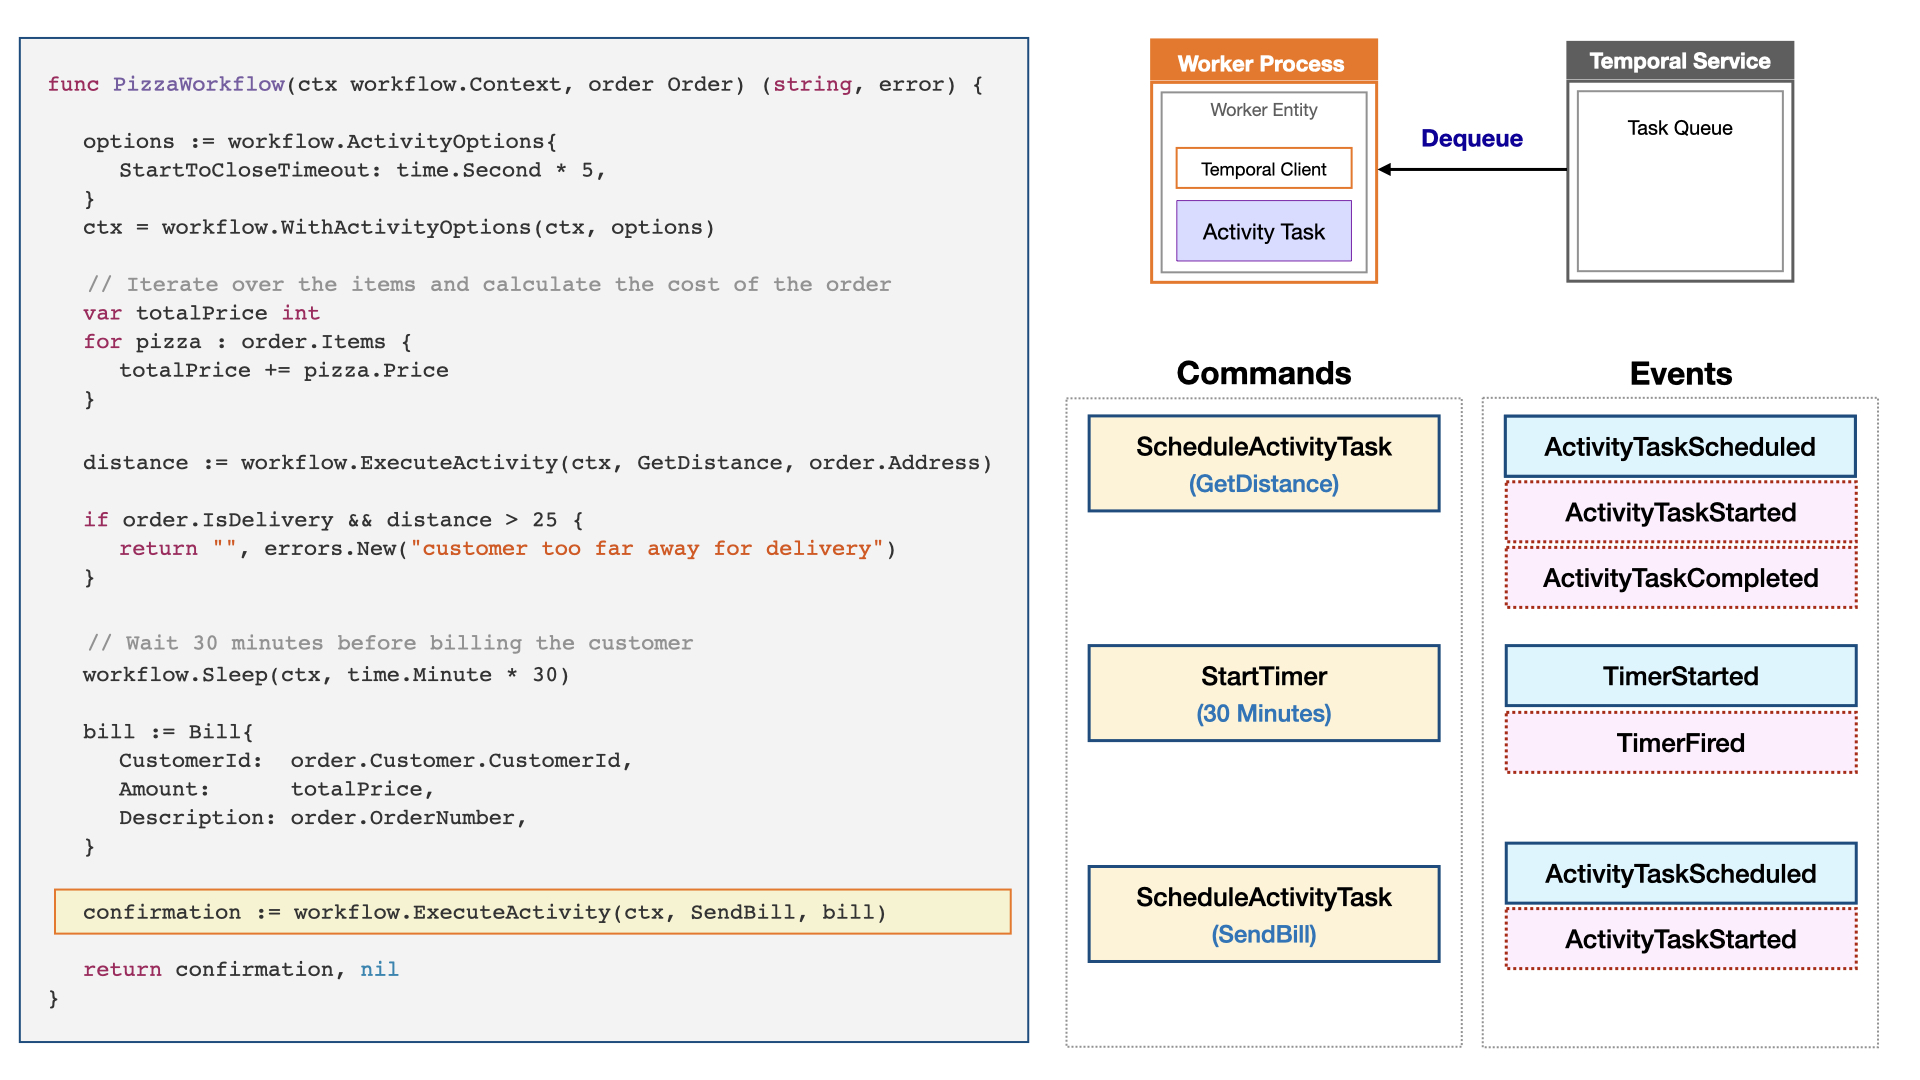 func PizzaWorkflow(ctx workflow.Context, order Order) (string, error) {
options := workflow.ActivityOptions{
StartToCloseTimeout: time.Second * 5,
}
ctx = workflow.WithActivityOptions(ctx, options)
// Iterate over the items and calculate the cost of the order
var totalPrice int
for pizza : order.Items {
totalPrice += pizza.Price
}
distance := workflow.ExecuteActivity(ctx, GetDistance, order.Address)
if order.IsDelivery && distance > 25 {
return "", errors.New("customer too far away for delivery")
}
// Wait 30 minutes before billing the customer
workflow.Sleep(ctx, time.Minute * 30)
bill := Bill{
CustomerId: order.Customer.CustomerId,
Amount: totalPrice,
Description: order.OrderNumber,
}
confirmation := workflow.ExecuteActivity(ctx, SendBill, bill)
return confirmation, nil
}
Worker Process
Worker Entity
Temporal Client
Activity Task
Dequeue
Temporal Service
Task Queue
Commands
ScheduleActivityTask
(GetDistance)
StartTimer
(30 Minutes)
ScheduleActivityTask
(SendBill)
Events
ActivityTaskScheduled
ActivityTaskStarted
ActivityTaskCompleted
TimerStarted
TimerFired
ActivityTaskScheduled
ActivityTaskStarted